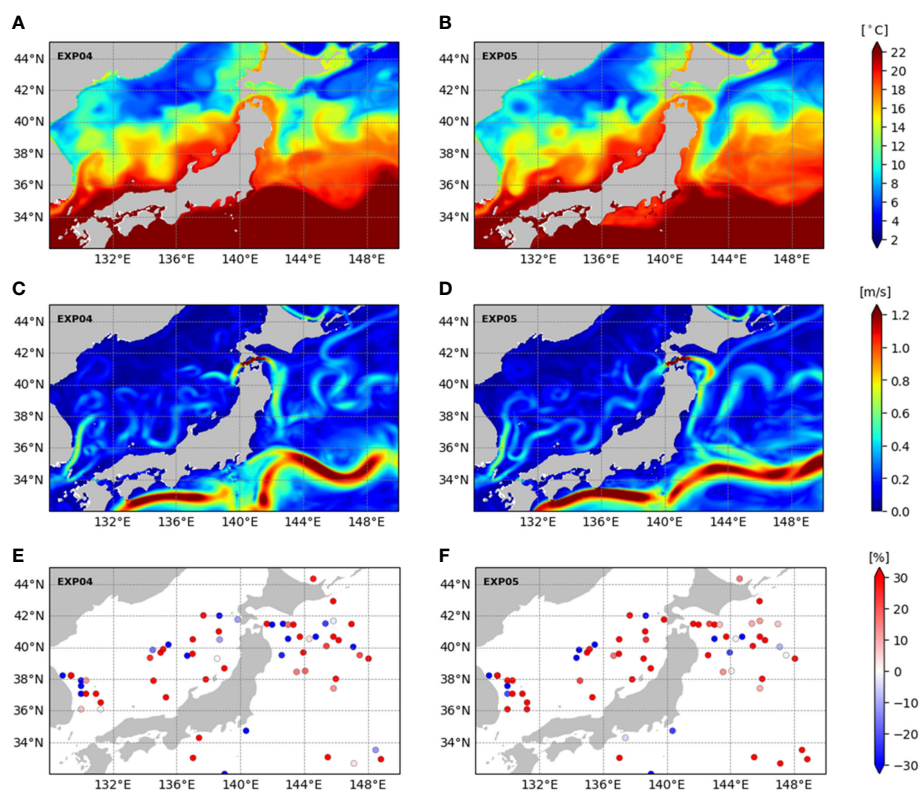 A
B
[°C]
EXP04
EXP05
44°N
42°N
40°N
38°N
36°N
34°N
132°E 136°E 140°E 144°E 148°E
44°N
42°N
40°N
38°N
36°N
34°N
132°E 136°E 140°E 144°E 148°E
22
20
18
16
14
12
10
8
6
4
2
C
D
[m/s]
EXP04
EXP05
44°N
42°N
40°N
38°N
36°N
34°N
132°E 136°E 140°E 144°E 148°E
44°N
42°N
40°N
38°N
36°N
34°N
132°E 136°E 140°E 144°E 148°E
1.2
1.0
0.8
0.6
0.4
0.2
0.0
E
F
[%]
EXP04
EXP05
44°N
42°N
40°N
38°N
36°N
34°N
132°E 136°E 140°E 144°E 148°E
44°N
42°N
40°N
38°N
36°N
34°N
132°E 136°E 140°E 144°E 148°E
30
20
10
0
−10
−20
−30